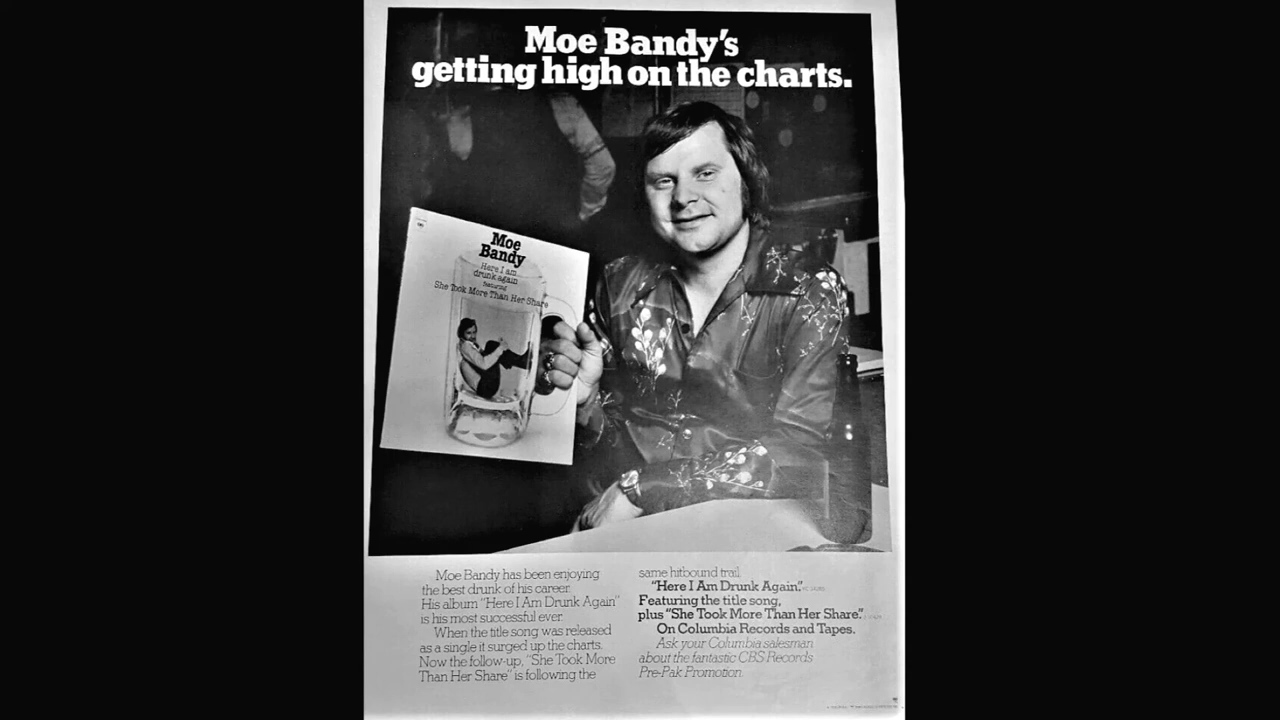 Moe Bandy's
getting high on the charts.
Moe
Bandy
Here I am
drunk again
featuring
She Took More Than Her Share
Moe Bandy has been enjoying
the best drunk of his career.
His album "Here I Am Drunk Again"
is his most successful ever.
When the title song was released
as a single it surged up the charts.
Now the follow-up, "She Took More
Than Her Share" is following the
same hitbound trail.
"Here I Am Drunk Again."
Featuring the title song,
plus "She Took More Than Her Share."
On Columbia Records and Tapes.
Ask your Columbia salesman
about the fantastic CBS Records
Pre-Pak Promotion.